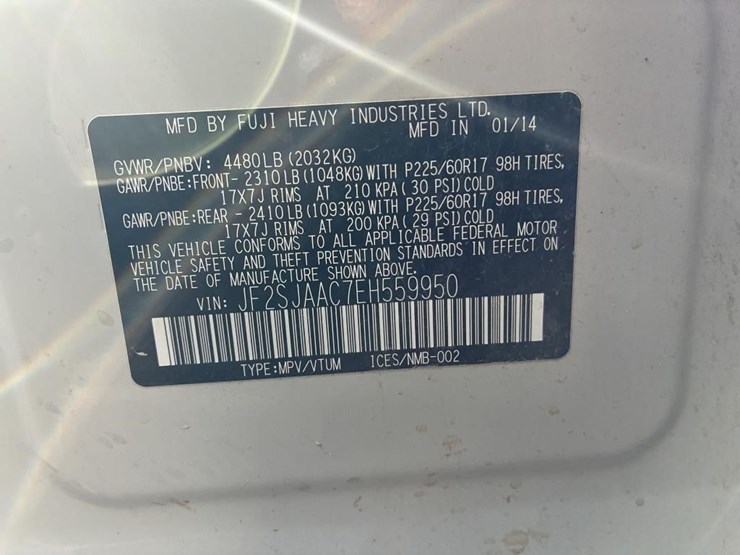 MFD BY FUJI HEAVY INDUSTRIES LTD.
MFD IN 01/14
GVWR/PNBV: 4480LB(2032KG)
GAWR/PNBE:FRONT- 2310LB(1048KG)WITH P225/60R17 98H TIRES,
17X7J RIMS AT 210 KPA(30 PSI)COLD
GAWR/PNBE:REAR - 2410LB(1093KG)WITH P225/60R17 98H TIRES,
17X7J RIMS AT 200 KPA(29 PSI)COLD
THIS VEHICLE CONFORMS TO ALL APPLICABLE FEDERAL MOTOR
VEHICLE SAFETY AND THEFT PREVENTION STANDARDS IN EFFECT ON
THE DATE OF MANUFACTURE SHOWN ABOVE.
VIN: JF2SJAAC7EH559950
TYPE:MPV/VTUM ICES/NMB-002